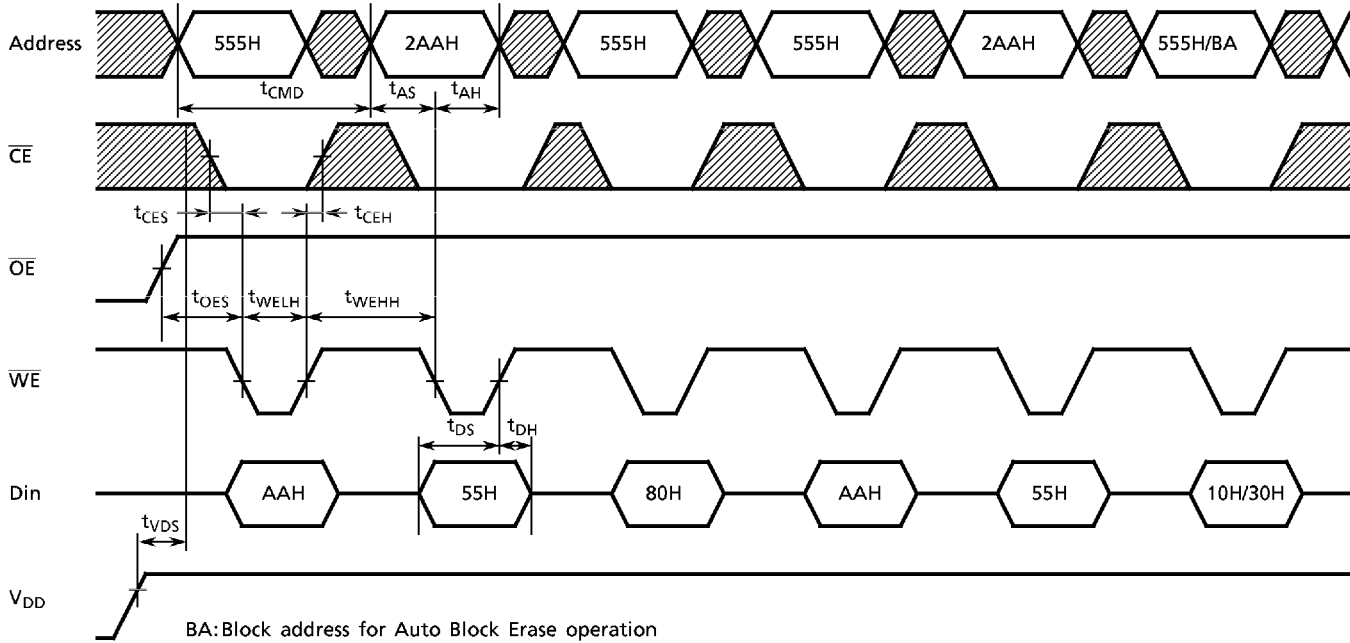 Address 555H 2AAH 555H 555H 2AAH 555H/BA
tCMD tAS tAH
CE
tCES tCEH
OE
tOES tWELH tWEHH
WE
tDS tDH
Din AAH 55H 80H AAH 55H 10H/30H
tVDS
VDD
BA: Block address for Auto Block Erase operation